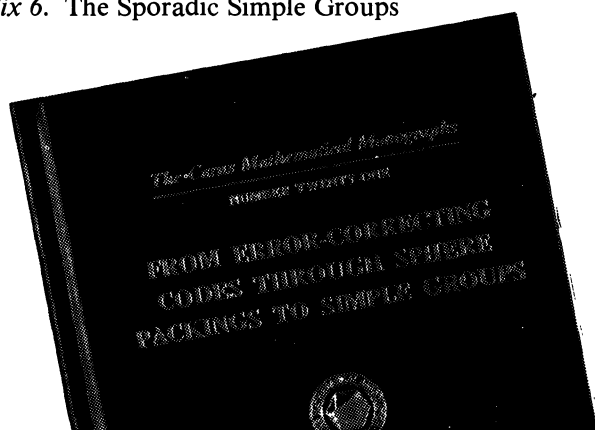 ix 6. The Sporadic Simple Groups
The Carus Mathematical Monographs
NUMBER TWENTY-ONE
FROM ERROR-CORRECTING
CODES THROUGH SPHERE
PACKINGS TO SIMPLE GROUPS